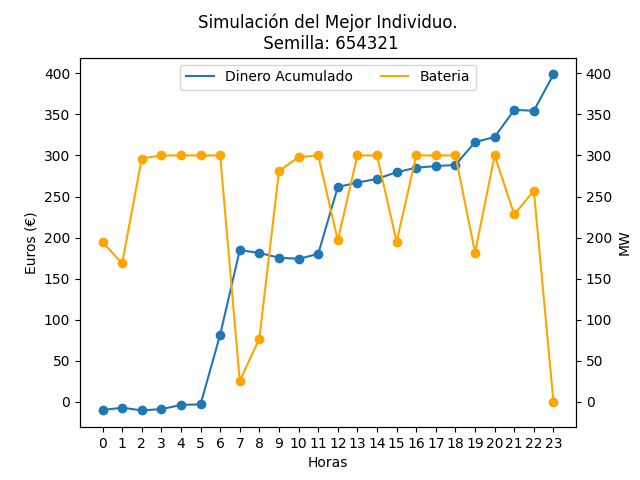 Simulación del Mejor Individuo.
Semilla: 654321
Dinero Acumulado
Bateria
400
350
300
250
200
150
100
50
0
Euros (€)
400
350
300
250
200
150
100
50
0
MW
0 1 2 3 4 5 6 7 8 9 10 11 12 13 14 15 16 17 18 19 20 21 22 23
Horas